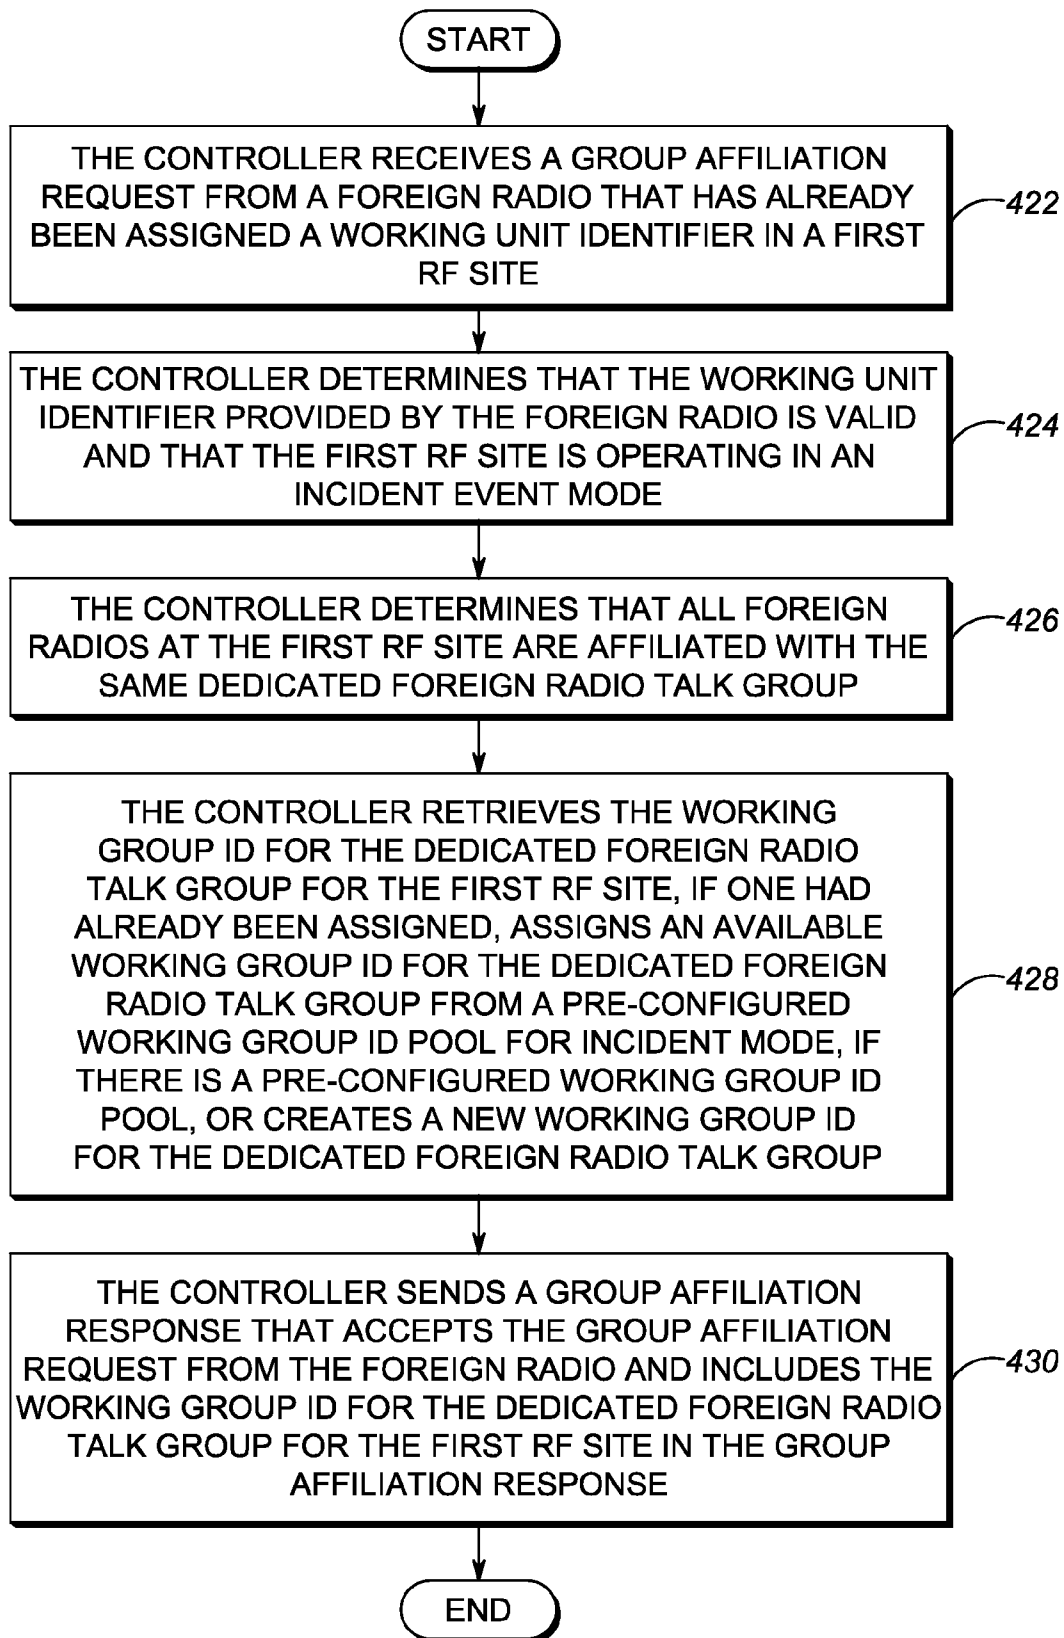 START
THE CONTROLLER RECEIVES A GROUP AFFILIATION
REQUEST FROM A FOREIGN RADIO THAT HAS ALREADY
BEEN ASSIGNED A WORKING UNIT IDENTIFIER IN A FIRST
RF SITE
422
THE CONTROLLER DETERMINES THAT THE WORKING UNIT
IDENTIFIER PROVIDED BY THE FOREIGN RADIO IS VALID
AND THAT THE FIRST RF SITE IS OPERATING IN AN
INCIDENT EVENT MODE
424
THE CONTROLLER DETERMINES THAT ALL FOREIGN
RADIOS AT THE FIRST RF SITE ARE AFFILIATED WITH THE
SAME DEDICATED FOREIGN RADIO TALK GROUP
426
THE CONTROLLER RETRIEVES THE WORKING
GROUP ID FOR THE DEDICATED FOREIGN RADIO
TALK GROUP FOR THE FIRST RF SITE, IF ONE HAD
ALREADY BEEN ASSIGNED, ASSIGNS AN AVAILABLE
WORKING GROUP ID FOR THE DEDICATED FOREIGN
RADIO TALK GROUP FROM A PRE-CONFIGURED
WORKING GROUP ID POOL FOR INCIDENT MODE, IF
THERE IS A PRE-CONFIGURED WORKING GROUP ID
POOL, OR CREATES A NEW WORKING GROUP ID
FOR THE DEDICATED FOREIGN RADIO TALK GROUP
428
THE CONTROLLER SENDS A GROUP AFFILIATION
RESPONSE THAT ACCEPTS THE GROUP AFFILIATION
REQUEST FROM THE FOREIGN RADIO AND INCLUDES THE
WORKING GROUP ID FOR THE DEDICATED FOREIGN RADIO
TALK GROUP FOR THE FIRST RF SITE IN THE GROUP
AFFILIATION RESPONSE
430
END